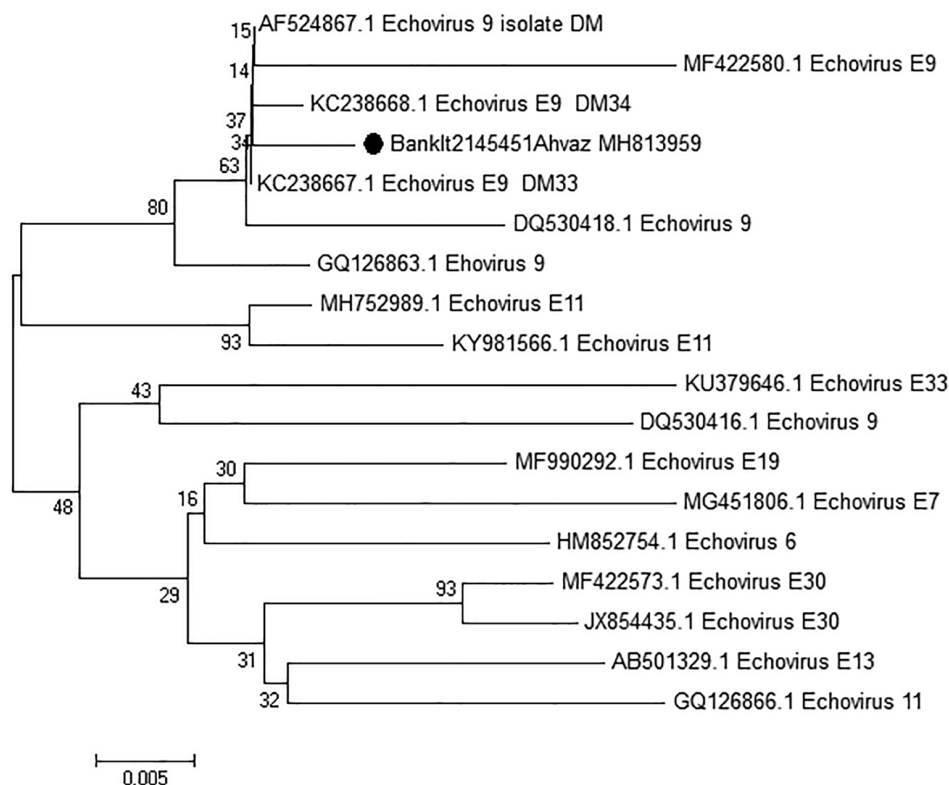 15 AF524867.1 Echovirus 9 isolate DM
14 MF422580.1 Echovirus E9
KC238668.1 Echovirus E9 DM34
37
34 BankIt2145451Ahvaz MH813959
63
KC238667.1 Echovirus E9 DM33
80
DQ530418.1 Echovirus 9
GQ126863.1 Ehovirus 9
MH752989.1 Echovirus E11
93 KY981566.1 Echovirus E11
43 KU379646.1 Echovirus E33
DQ530416.1 Echovirus 9
30 MF990292.1 Echovirus E19
16 MG451806.1 Echovirus E7
48
HM852754.1 Echovirus 6
29
93 MF422573.1 Echovirus E30
JX854435.1 Echovirus E30
31 AB501329.1 Echovirus E13
32 GQ126866.1 Echovirus 11
0.005